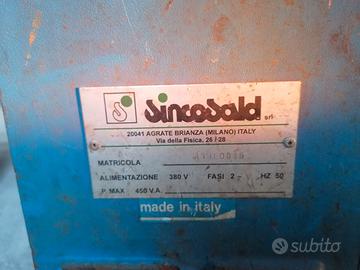 S
Sincosald srl
20041 AGRATE BRIANZA (MILANO) ITALY
Via della Fisica, 26 / 28
MATRICOLA
ALIMENTAZIONE 380 V FASI 2 HZ 50
P. MAX 450 V.A.
made in italy
subito